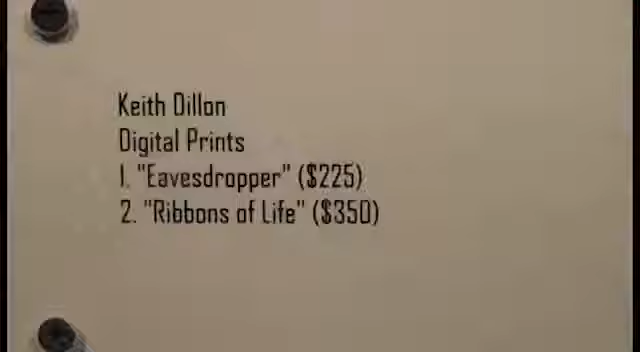 Keith Dillon
Digital Prints
1. "Eavesdropper" ($225)
2. "Ribbons of Life" ($350)